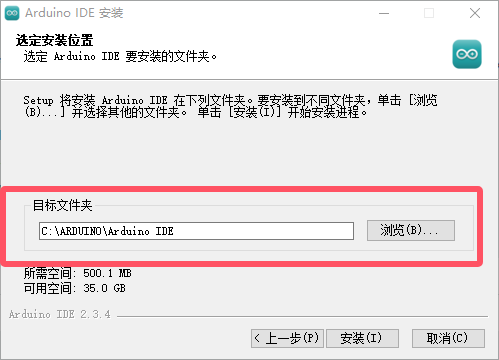 Arduino IDE 安装
选定安装位置
选定 Arduino IDE 要安装的文件夹。
Setup 将安装 Arduino IDE 在下列文件夹。要安装到不同文件夹，单击 [浏览
(B)...] 并选择其他的文件夹。 单击 [安装(I)] 开始安装进程。
目标文件夹
C:\ARDUINO\Arduino IDE
浏览(B)...
所需空间: 500.1 MB
可用空间: 35.0 GB
Arduino IDE 2.3.4
< 上一步(P)
安装(I)
取消(C)